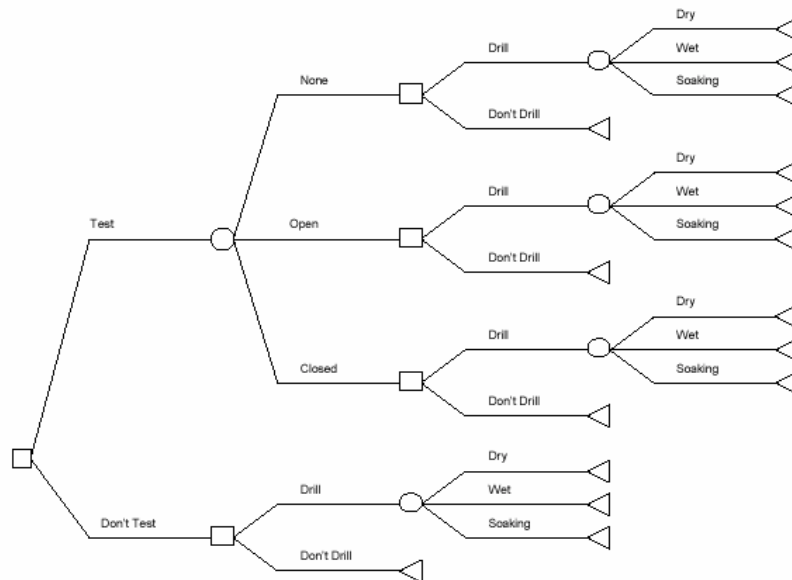 Dry
Drill
Wet
None
Soaking
Don't Drill
Dry
Drill
Wet
Test
Open
Soaking
Don't Drill
Dry
Drill
Wet
Closed
Soaking
Don't Drill
Dry
Drill
Wet
Don't Test
Soaking
Don't Drill